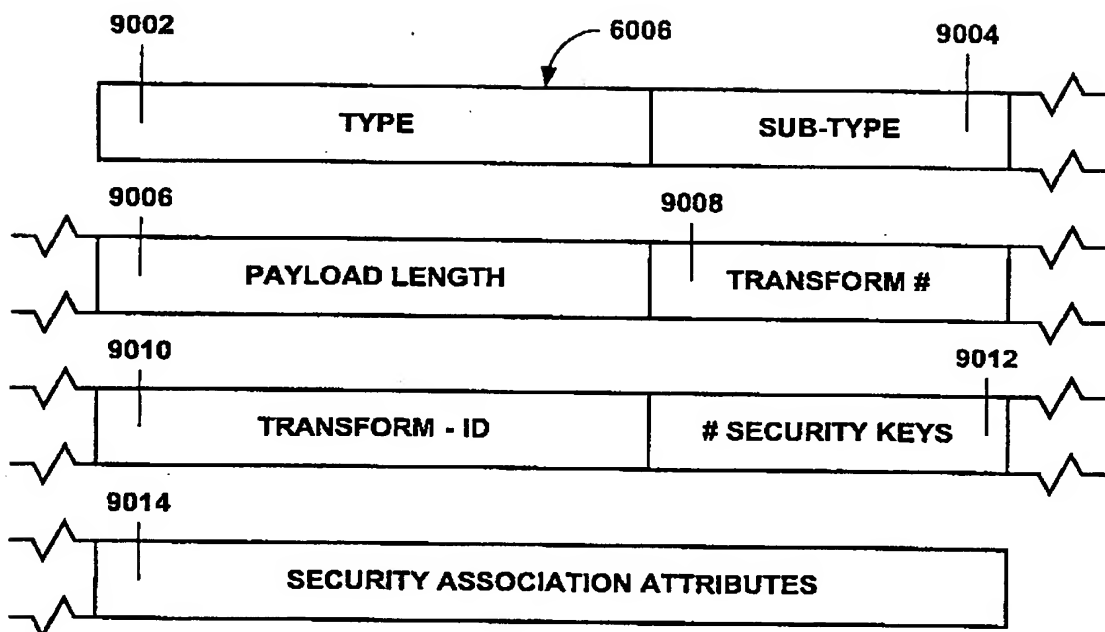 9002 6006 9004
TYPE SUB-TYPE
9006 9008
PAYLOAD LENGTH TRANSFORM #
9010 9012
TRANSFORM - ID # SECURITY KEYS
9014
SECURITY ASSOCIATION ATTRIBUTES